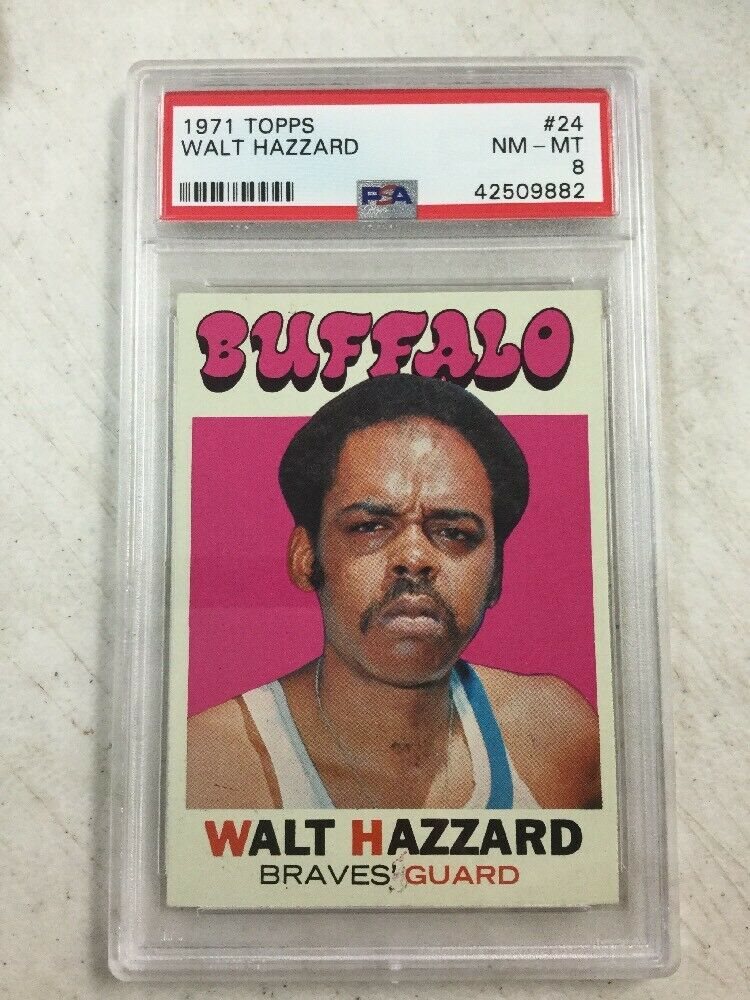 1971 TOPPS #24
WALT HAZZARD NM - MT
8
PSA 42509882
BUFFALO
WALT HAZZARD
BRAVES' GUARD